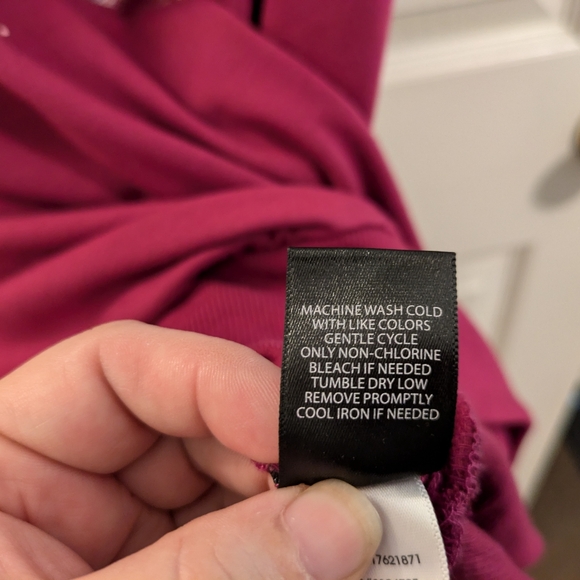 MACHINE WASH COLD
WITH LIKE COLORS
GENTLE CYCLE
ONLY NON-CHLORINE
BLEACH IF NEEDED
TUMBLE DRY LOW
REMOVE PROMPTLY
COOL IRON IF NEEDED
17621871